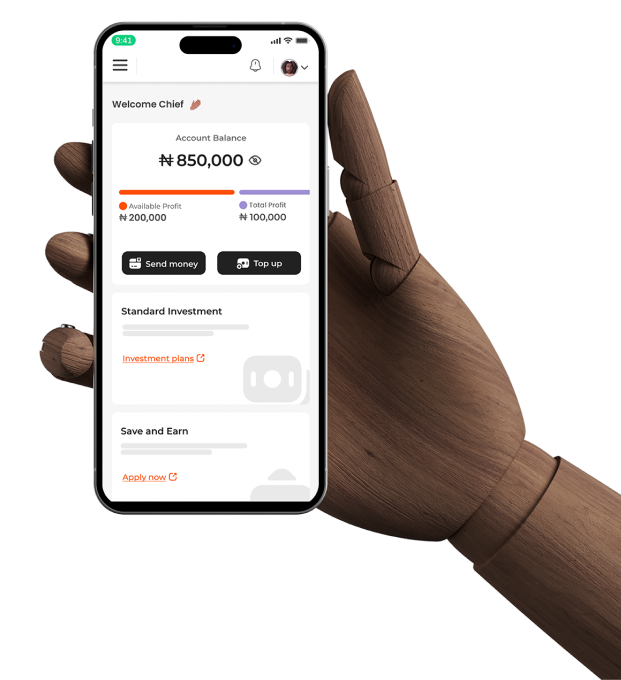 9:41
Welcome Chief
Account Balance
₦ 850,000
Available Profit
₦ 200,000
Total Profit
₦ 100,000
Send money
Top up
Standard Investment
Investment plans
Save and Earn
Apply now